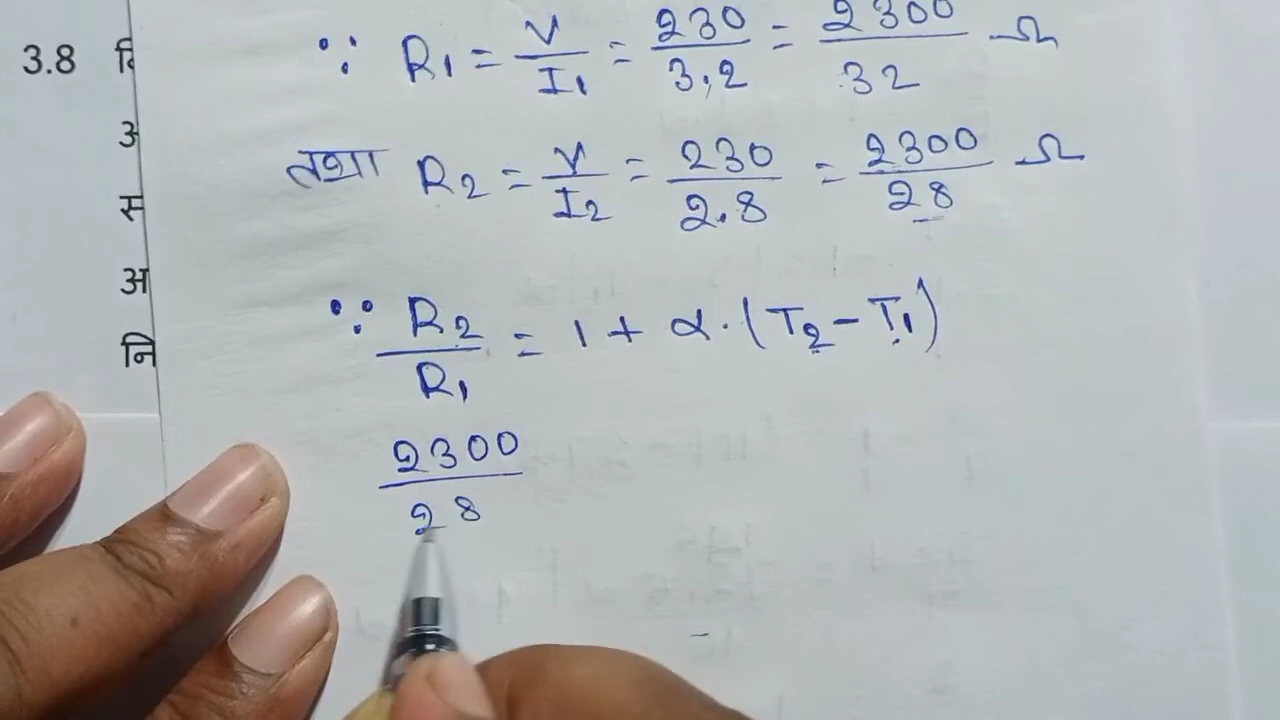 3.8
∵ R₁ = V/I₁ = 230/3.2 = 2300/32 Ω
तथा R₂ = V/I₂ = 230/2.8 = 2300/28 Ω
अ
नि
∵ R₂/R₁ = 1 + α.(T₂ - T₁)
2300/28